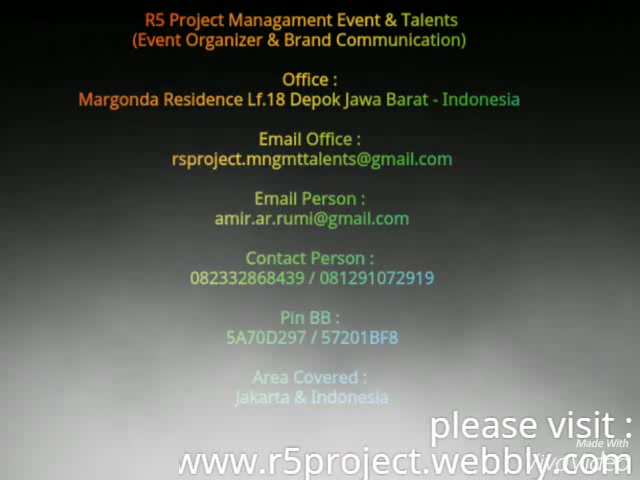 R5 Project Managament Event & Talents
(Event Organizer & Brand Communication)
Office :
Margonda Residence Lf.18 Depok Jawa Barat - Indonesia
Email Office :
rsproject.mngmttalents@gmail.com
Email Person :
amir.ar.rumi@gmail.com
Contact Person :
082332868439 / 081291072919
Pin BB :
5A70D297 / 57201BF8
Area Covered :
Jakarta & Indonesia
please visit :
Made With
www.r5project.webbly.com
VivaVideo